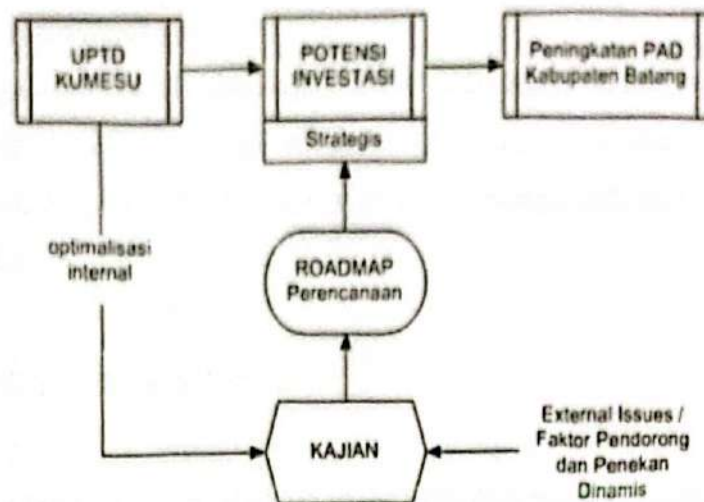 UPTD
KUMESU
POTENSI
INVESTASI
Strategis
Peningkatan PAD
Kabupaten Batang
optimalisasi
internal
ROADMAP
Perencanaan
KAJIAN
External Issues /
Faktor Pendorong
dan Penekan
Dinamis